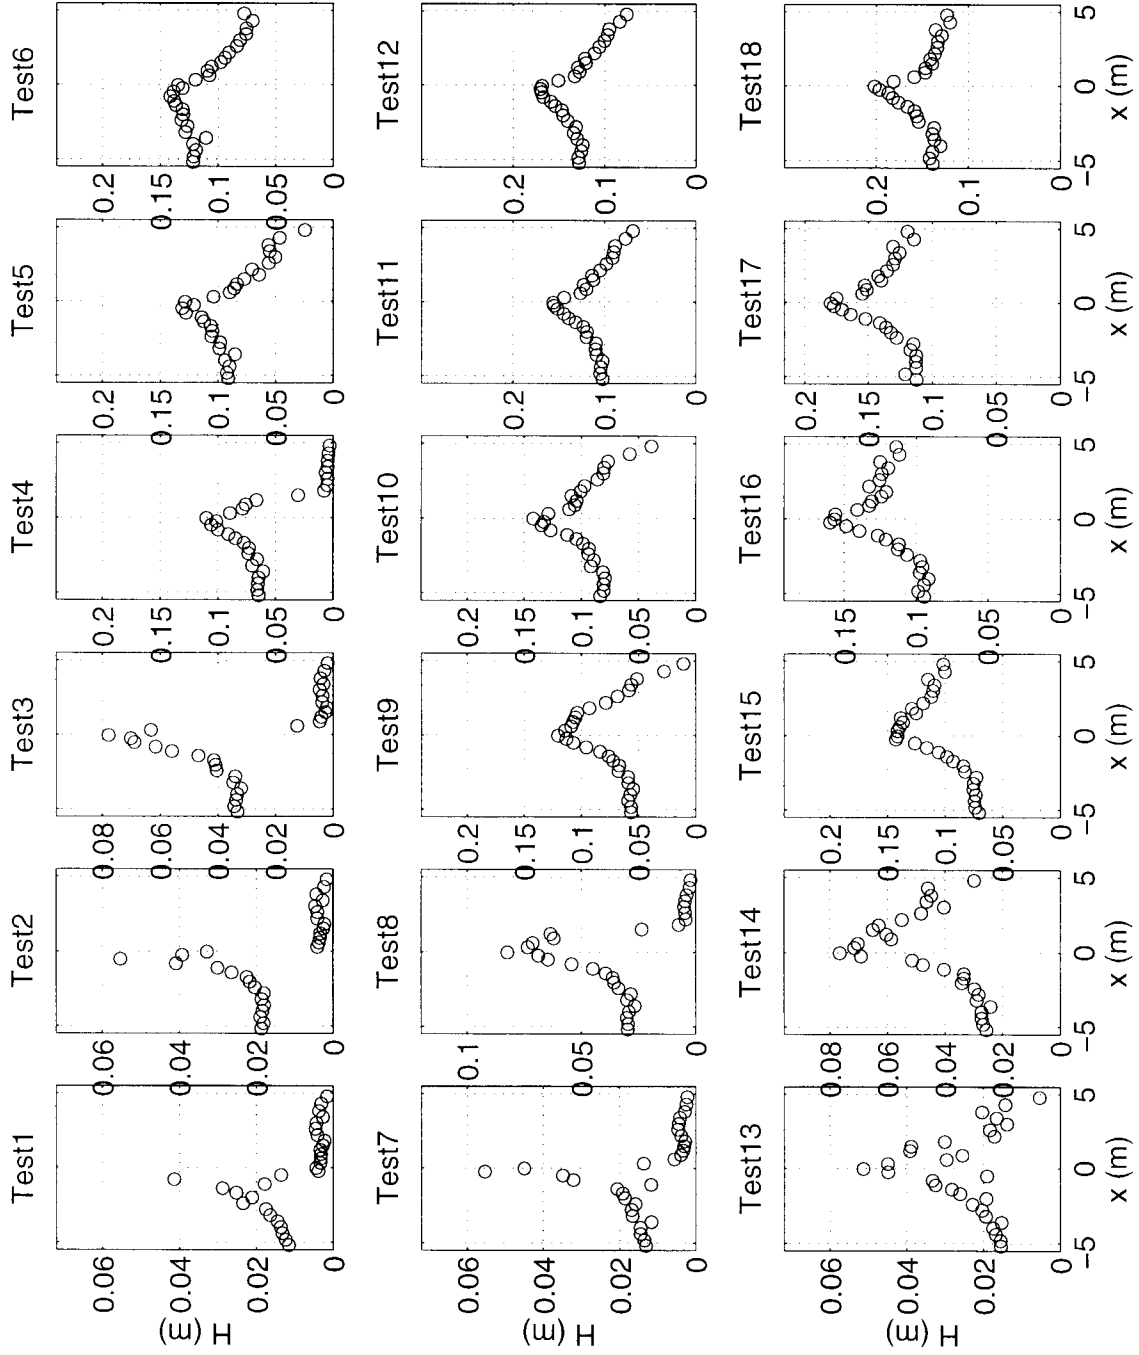 Test1 Test2 Test3 Test4 Test5 Test6
H (m)
0.06 0.04 0.02 0
0.06 0.04 0.02 0
0.08 0.06 0.04 0.02 0
0.2 0.15 0.1 0.05 0
0.2 0.15 0.1 0.05 0
0.2 0.15 0.1 0.05 0
Test7 Test8 Test9 Test10 Test11 Test12
H (m)
0.06 0.04 0.02 0
0.1 0.05 0
0.2 0.15 0.1 0.05 0
0.2 0.15 0.1 0.05 0
0.2 0.1 0
0.2 0.1 0
Test13 Test14 Test15 Test16 Test17 Test18
H (m)
0.06 0.04 0.02 0
0.08 0.06 0.04 0.02 0
0.2 0.15 0.1 0.05 0
0.15 0.1 0.05 0
0.2 0.15 0.1 0.05 0
0.2 0.1 0
-5 0 5 -5 0 5 -5 0 5 -5 0 5 -5 0 5 -5 0 5
x (m) x (m) x (m) x (m) x (m) x (m)